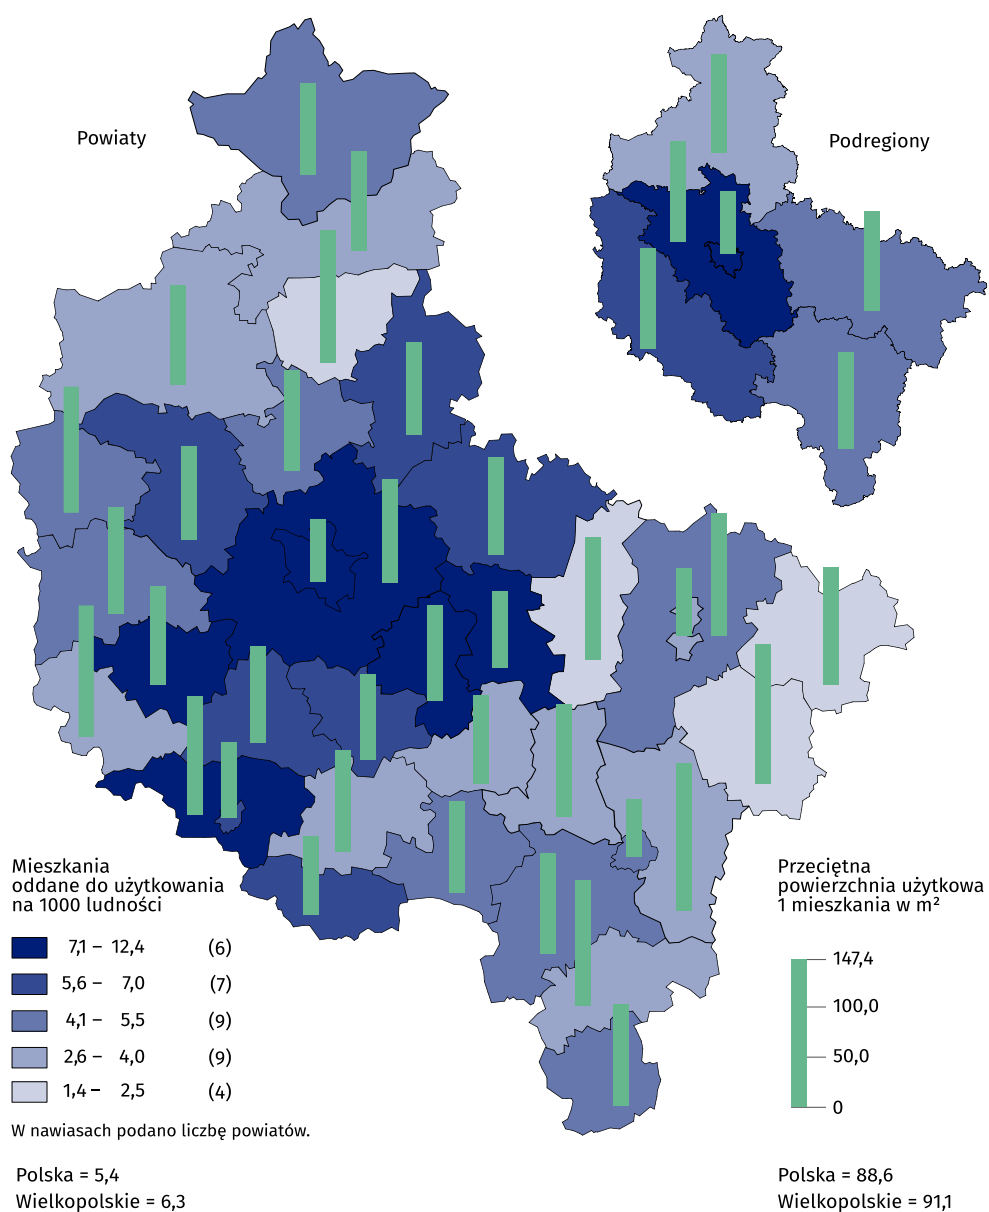 Powiaty
Podregiony
Mieszkania
oddane do użytkowania
na 1000 ludności
7,1 – 12,4 (6)
5,6 – 7,0 (7)
4,1 – 5,5 (9)
2,6 – 4,0 (9)
1,4 – 2,5 (4)
W nawiasach podano liczbę powiatów.
Polska = 5,4
Wielkopolskie = 6,3
Przeciętna
powierzchnia użytkowa
1 mieszkania w m²
147,4
100,0
50,0
0
Polska = 88,6
Wielkopolskie = 91,1